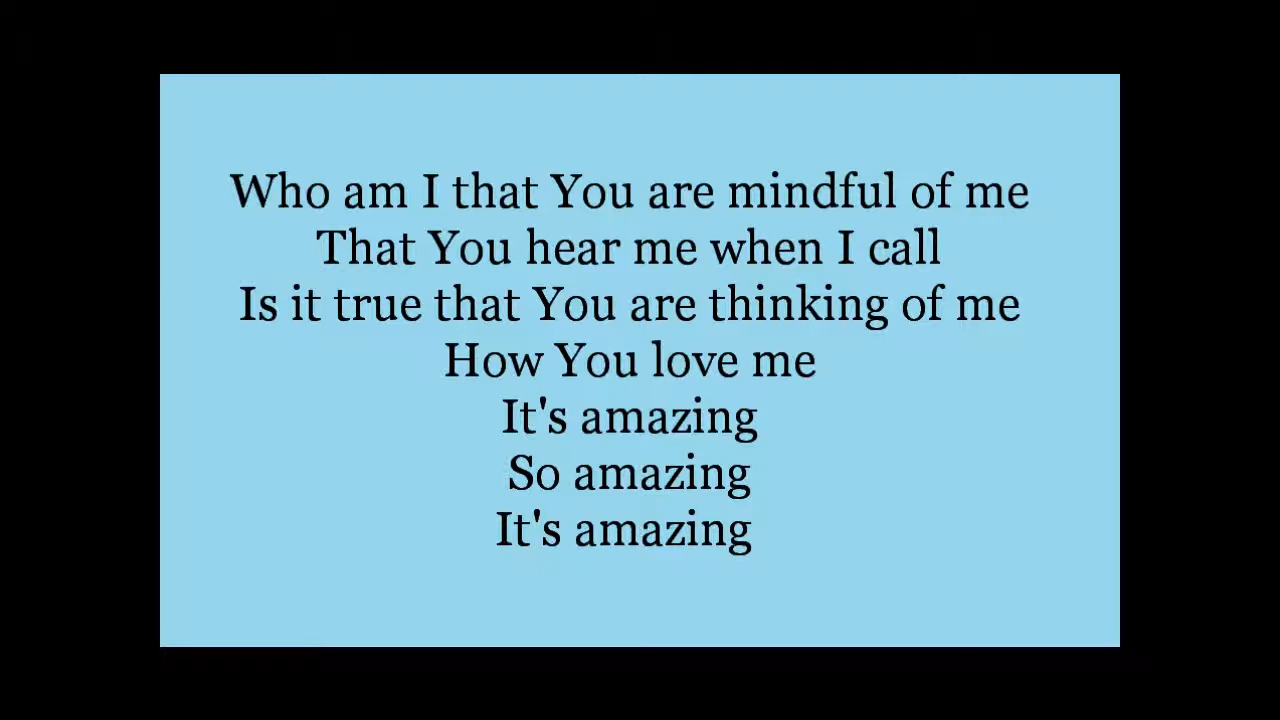 Who am I that You are mindful of me
That You hear me when I call
Is it true that You are thinking of me
How You love me
It's amazing
So amazing
It's amazing